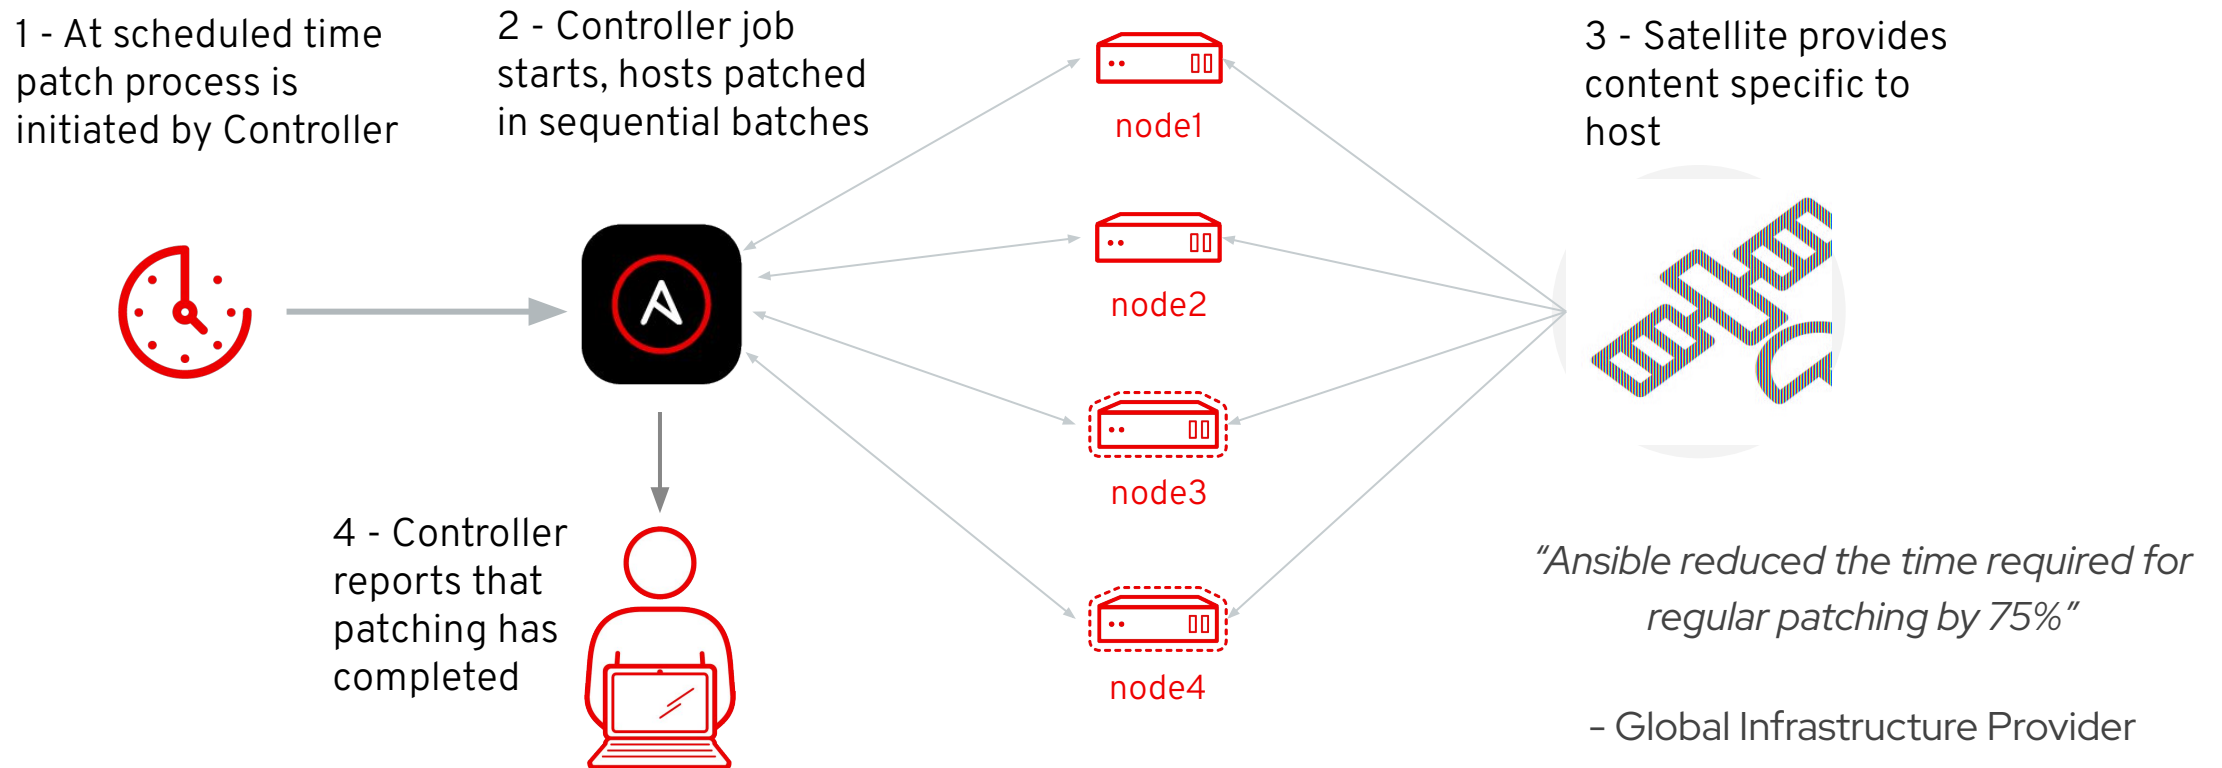 1 - At scheduled time
patch process is
initiated by Controller
2 - Controller job
starts, hosts patched
in sequential batches
node1
node2
node3
node4
3 - Satellite provides
content specific to
host
4 - Controller
reports that
patching has
completed
“Ansible reduced the time required for
regular patching by 75%”
- Global Infrastructure Provider